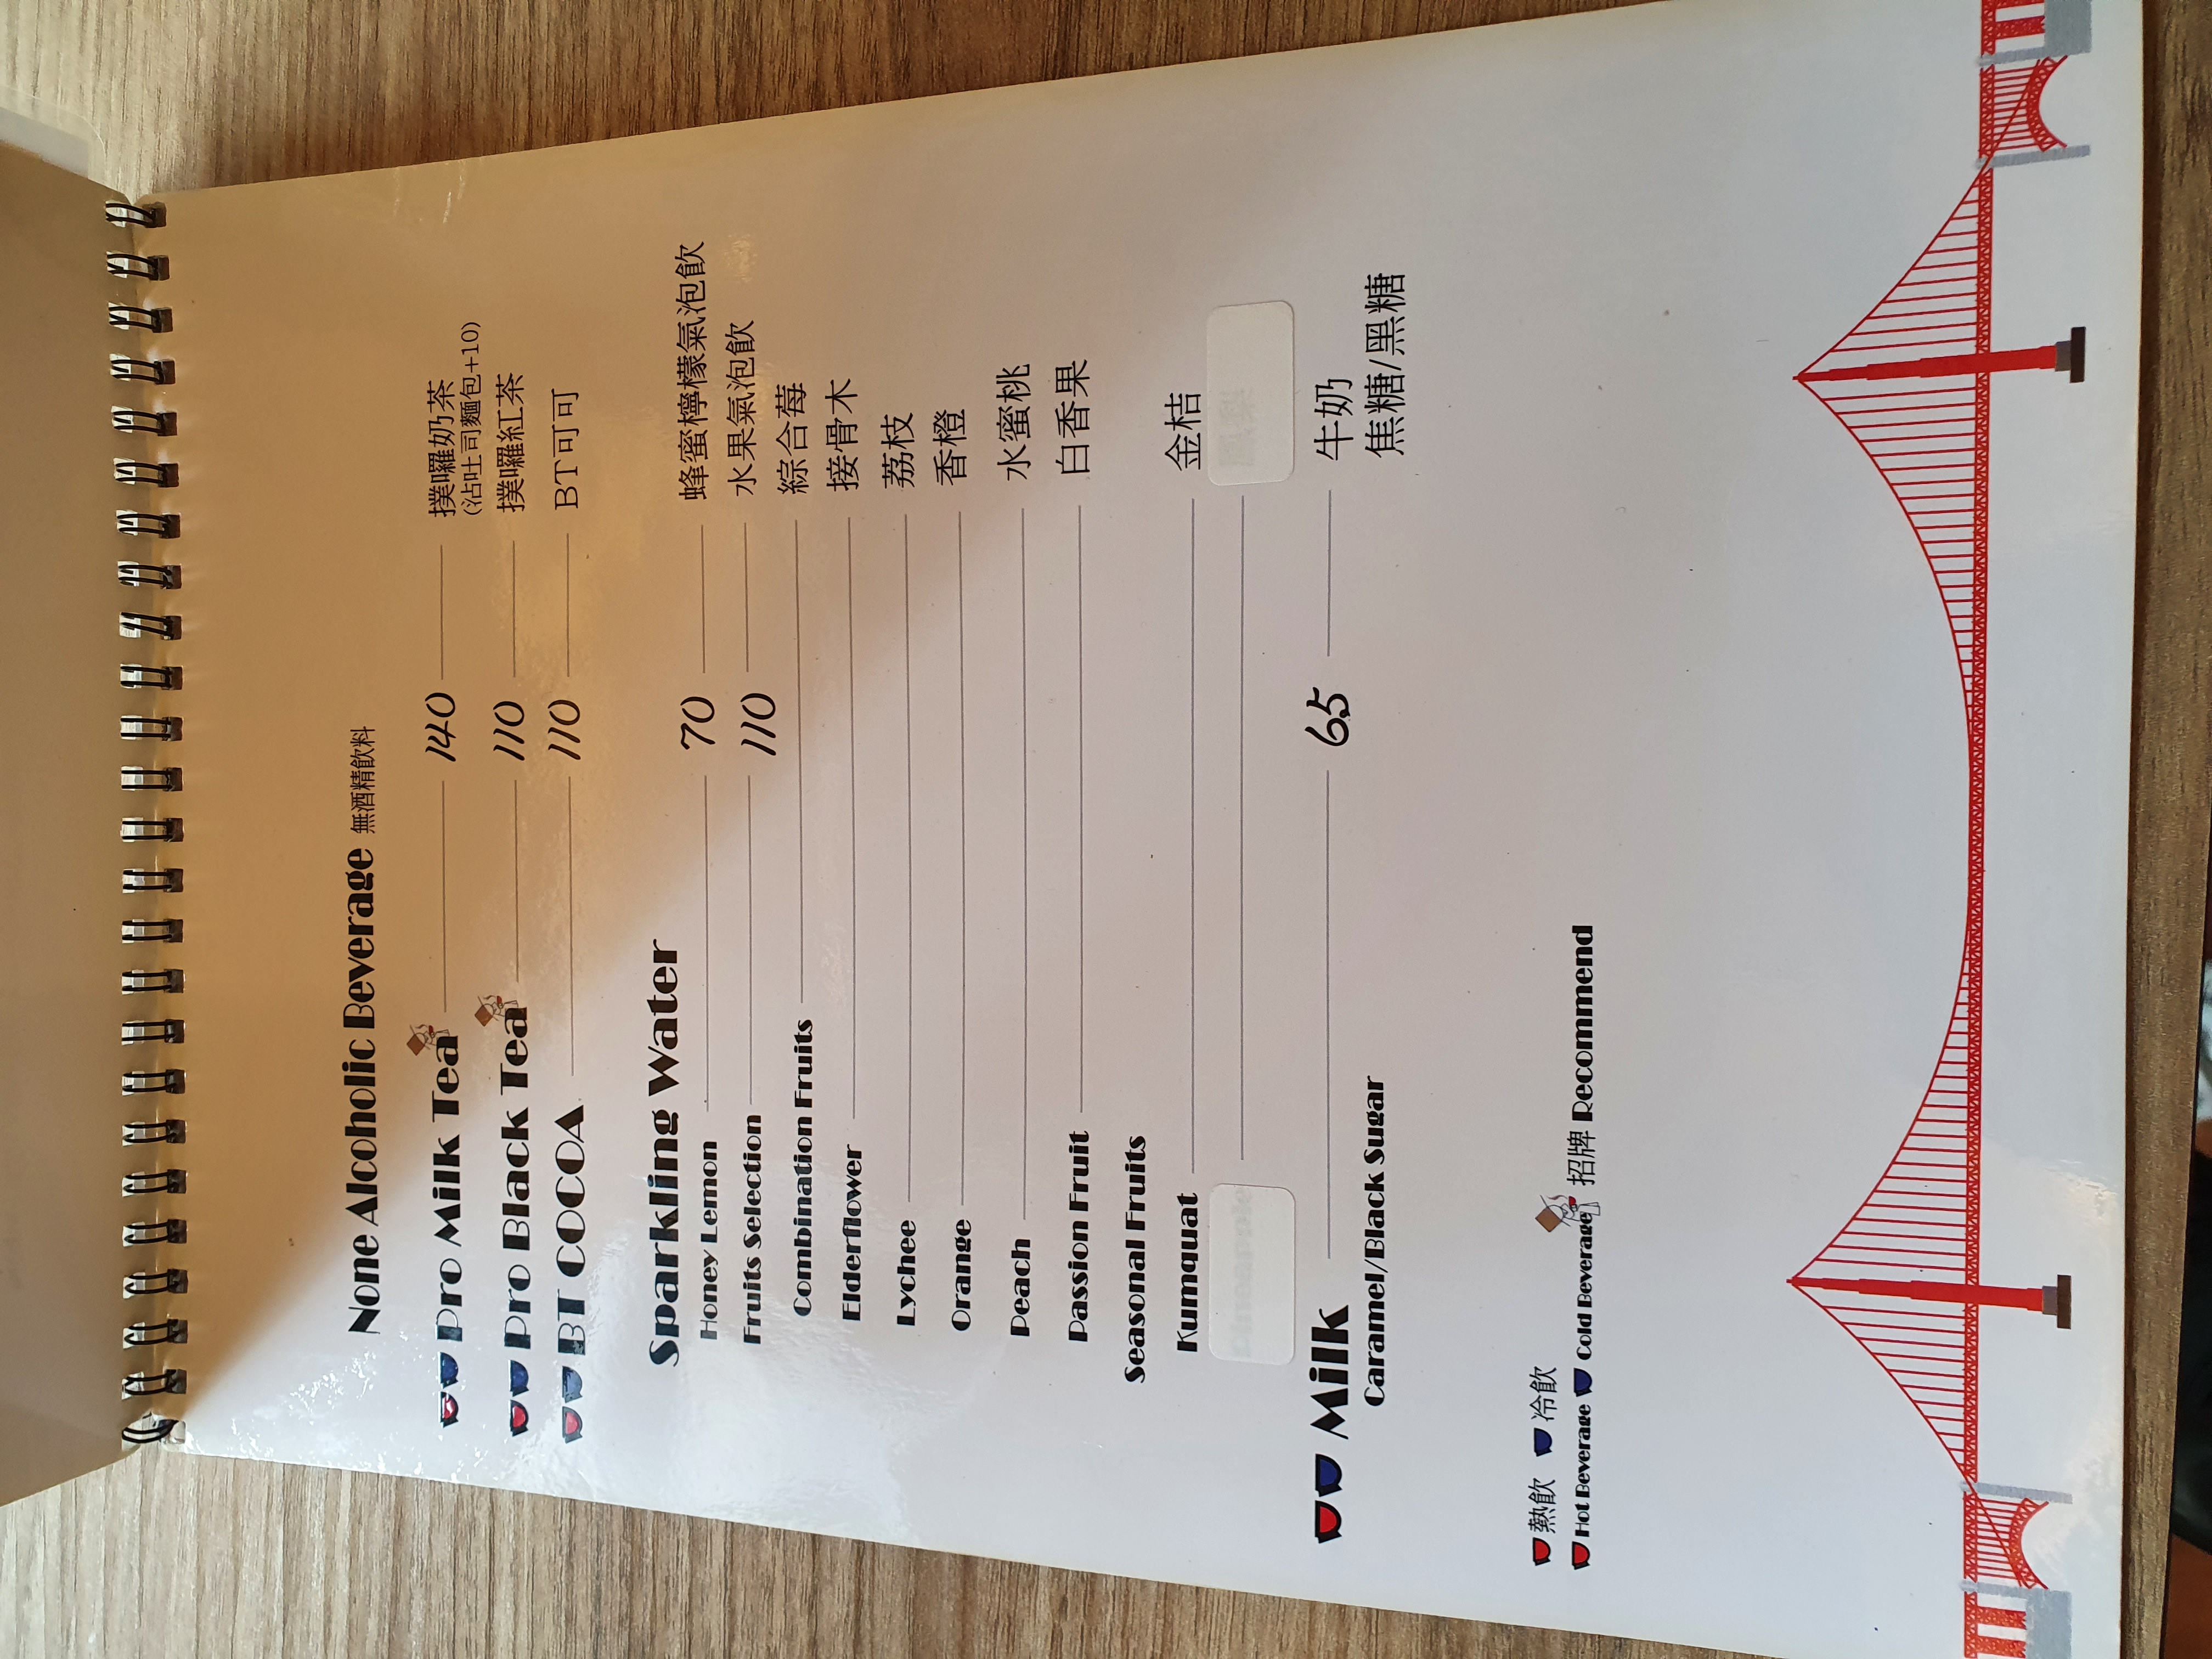 None Alcoholic Beverage 無酒精飲料
Pro Milk Tea 140 撲囉奶茶
(沾吐司麵包+10)
Pro Black Tea 110 撲囉紅茶
BT COCOA 110 BT可可
Sparkling Water
Honey Lemon 70 蜂蜜檸檬氣泡飲
Fruits Selection 110 水果氣泡飲
Combination Fruits 綜合莓
Elderflower 接骨木
Lychee 荔枝
Orange 香橙
Peach 水蜜桃
Passion Fruit 白香果
Seasonal Fruits
Kumquat 金桔
Pineapple
Milk 65 牛奶
Caramel/Black Sugar 焦糖/黑糖
熱飲 冷飲
Hot Beverage Cold Beverage 招牌 Recommend